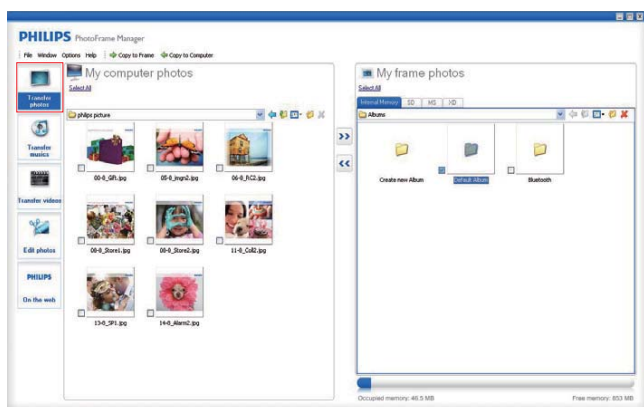 PHILIPS PhotoFrame Manager
File Window Options Help Copy to Frame Copy to Computer
Transfer photos
Transfer musics
Transfer videos
Edit photos
PHILIPS
On the web
My computer photos
Select All
philips picture
00-0_Gift.jpg
05-0_imgn2.jpg
06-0_RC2.jpg
08-0_Store1.jpg
08-0_Store2.jpg
11-0_Coll2.jpg
13-0_SP1.jpg
14-0_Alarm2.jpg
>>
<<
My frame photos
Select All
Internal Memory SD MS XD
Albums
Create new Album
Default Album
Bluetooth
Occupied memory: 46.5 MB
Free memory: 853 MB